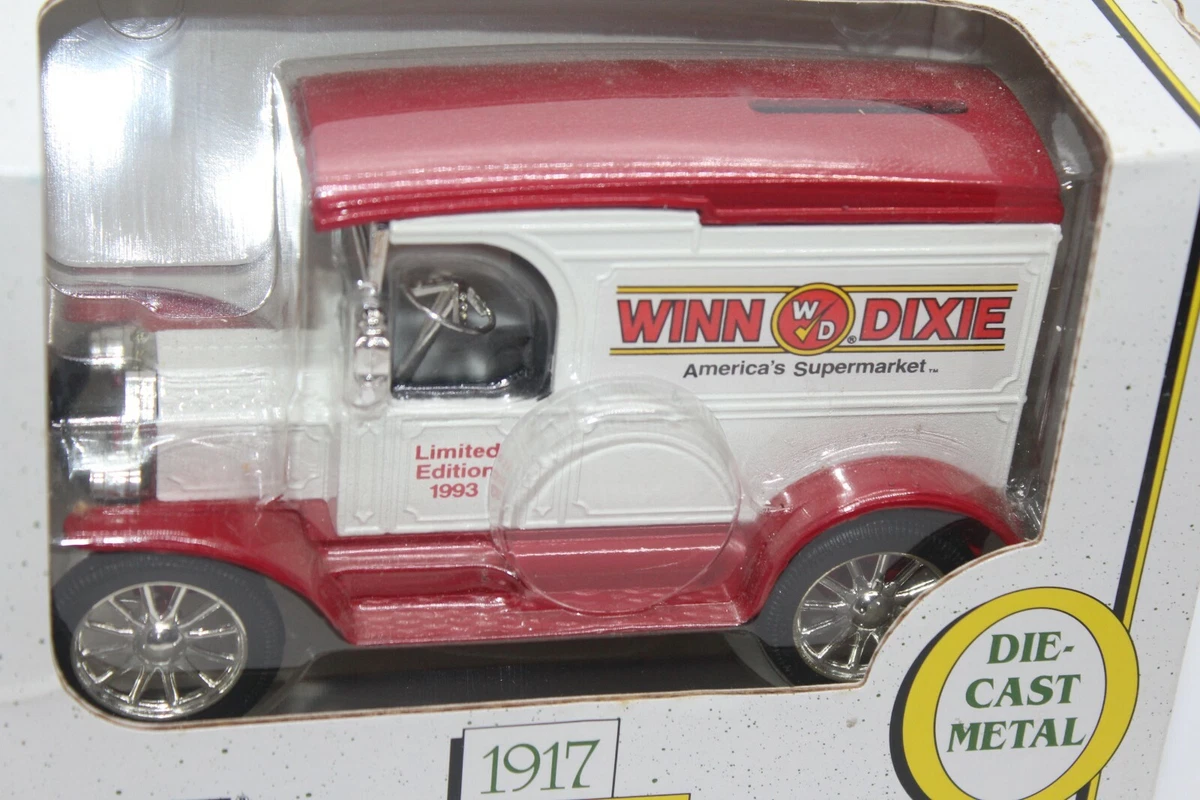 WINN WD® DIXIE
America's Supermarket™
Limited
Edition
1993
DIE-
CAST
METAL
1917